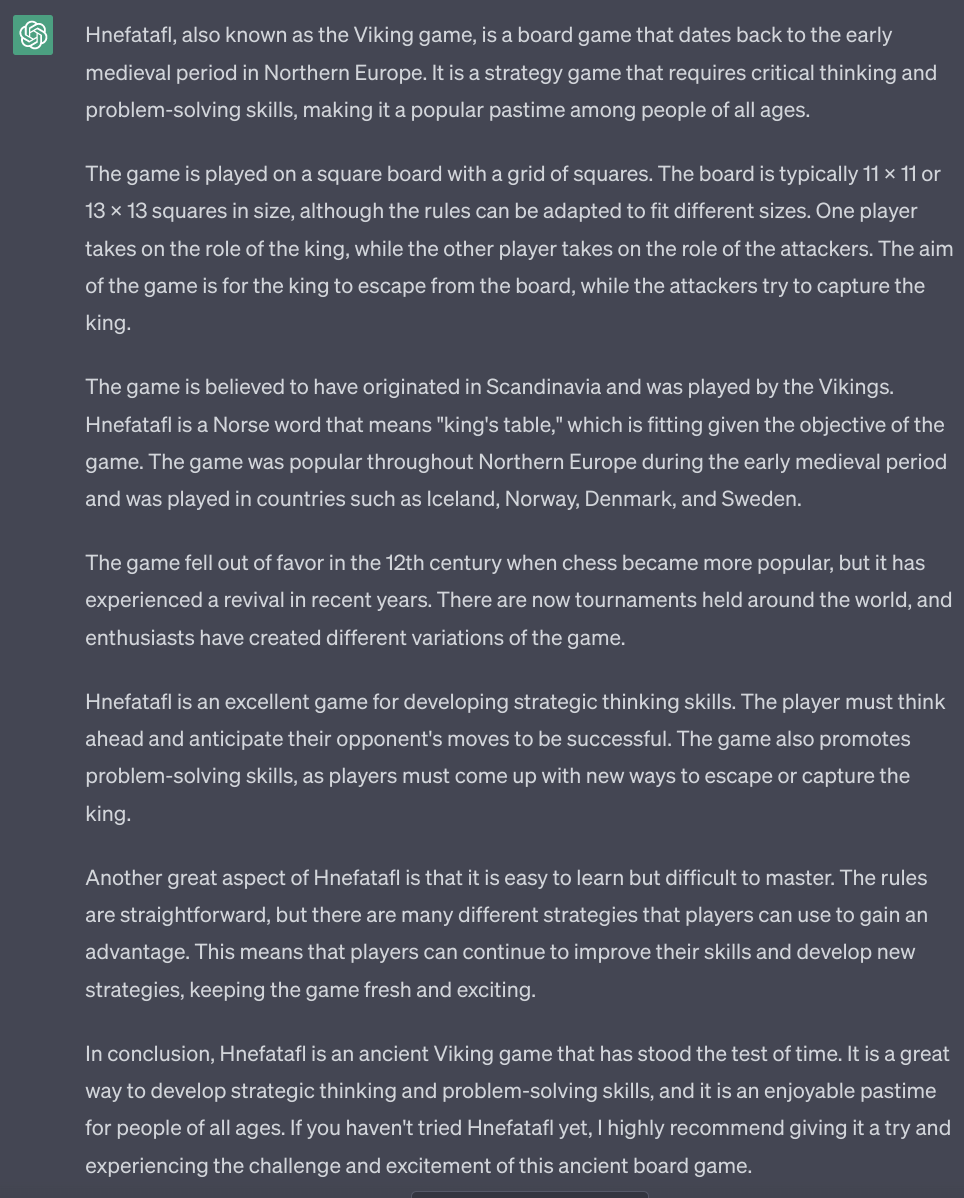 Hnefatafl, also known as the Viking game, is a board game that dates back to the early
medieval period in Northern Europe. It is a strategy game that requires critical thinking and
problem-solving skills, making it a popular pastime among people of all ages.
The game is played on a square board with a grid of squares. The board is typically 11 × 11 or
13 × 13 squares in size, although the rules can be adapted to fit different sizes. One player
takes on the role of the king, while the other player takes on the role of the attackers. The aim
of the game is for the king to escape from the board, while the attackers try to capture the
king.
The game is believed to have originated in Scandinavia and was played by the Vikings.
Hnefatafl is a Norse word that means "king's table," which is fitting given the objective of the
game. The game was popular throughout Northern Europe during the early medieval period
and was played in countries such as Iceland, Norway, Denmark, and Sweden.
The game fell out of favor in the 12th century when chess became more popular, but it has
experienced a revival in recent years. There are now tournaments held around the world, and
enthusiasts have created different variations of the game.
Hnefatafl is an excellent game for developing strategic thinking skills. The player must think
ahead and anticipate their opponent's moves to be successful. The game also promotes
problem-solving skills, as players must come up with new ways to escape or capture the
king.
Another great aspect of Hnefatafl is that it is easy to learn but difficult to master. The rules
are straightforward, but there are many different strategies that players can use to gain an
advantage. This means that players can continue to improve their skills and develop new
strategies, keeping the game fresh and exciting.
In conclusion, Hnefatafl is an ancient Viking game that has stood the test of time. It is a great
way to develop strategic thinking and problem-solving skills, and it is an enjoyable pastime
for people of all ages. If you haven't tried Hnefatafl yet, I highly recommend giving it a try and
experiencing the challenge and excitement of this ancient board game.